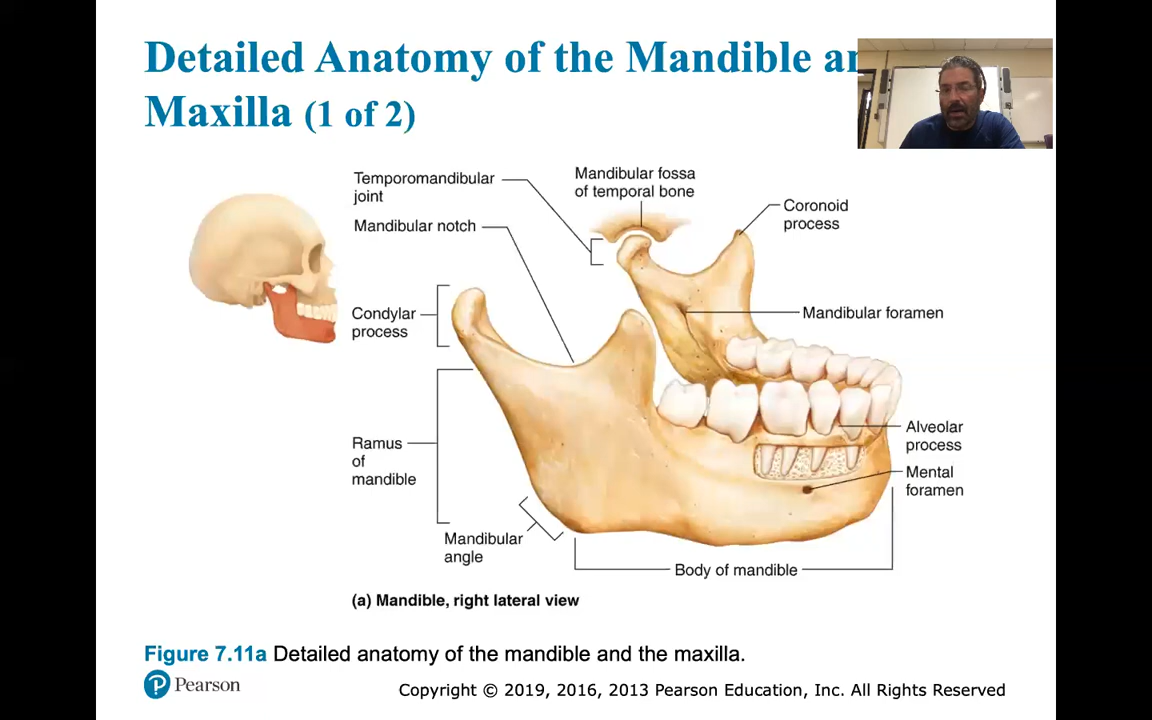 Detailed Anatomy of the Mandible an
Maxilla (1 of 2)
Temporomandibular
joint
Mandibular fossa
of temporal bone
Coronoid
process
Mandibular notch
Condylar
process
Mandibular foramen
Alveolar
process
Ramus
of
mandible
Mental
foramen
Mandibular
angle
Body of mandible
(a) Mandible, right lateral view
Figure 7.11a Detailed anatomy of the mandible and the maxilla.
P Pearson
Copyright © 2019, 2016, 2013 Pearson Education, Inc. All Rights Reserved